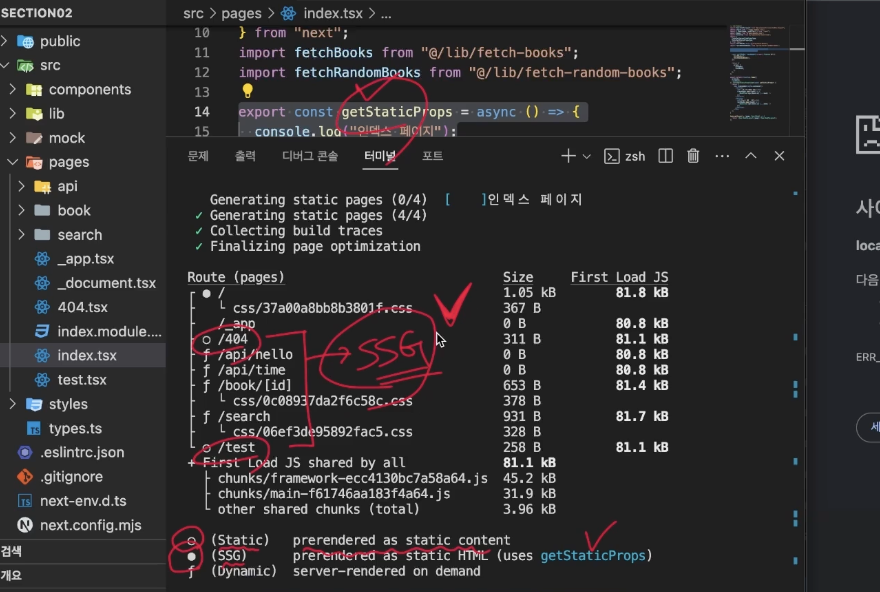 SECTION02
public
src
components
lib
mock
pages
api
book
search
_app.tsx
_document.tsx
404.tsx
index.module....
index.tsx
test.tsx
styles
types.ts
.eslintrc.json
.gitignore
next-env.d.ts
next.config.mjs
검색
개요
src > pages > index.tsx > ...
10 } from "next";
11 import fetchBooks from "@/lib/fetch-books";
12 import fetchRandomBooks from "@/lib/fetch-random-books";
13
14 export const getStaticProps = async () => {
15 console.log("인덱스 페이지");
문제 출력 디버그 콘솔 터미널 포트 zsh
Generating static pages (0/4) [ ]인덱스 페이지
✓ Generating static pages (4/4)
✓ Collecting build traces
✓ Finalizing page optimization
Route (pages) Size First Load JS
┌ ● / 1.05 kB 81.8 kB
├ └ css/37a00a8bb8b3801f.css 367 B
├ /_app 0 B 80.8 kB
├ ○ /404 311 B 81.1 kB
├ ƒ /api/hello 0 B 80.8 kB
├ ƒ /api/time 0 B 80.8 kB
├ ƒ /book/[id] 653 B 81.4 kB
├ └ css/0c08937da2f6c58c.css 378 B
├ ƒ /search 931 B 81.7 kB
├ └ css/06ef3de95892fac5.css 328 B
└ ○ /test 258 B 81.1 kB
+ First Load JS shared by all 81.1 kB
├ chunks/framework-ecc4130bc7a58a64.js 45.2 kB
├ chunks/main-f61746aa183f4a64.js 31.9 kB
└ other shared chunks (total) 3.96 kB
○ (Static) prerendered as static content
● (SSG) prerendered as static HTML (uses getStaticProps)
ƒ (Dynamic) server-rendered on demand
→ SSG
사이
loca
다음
ERR_
세